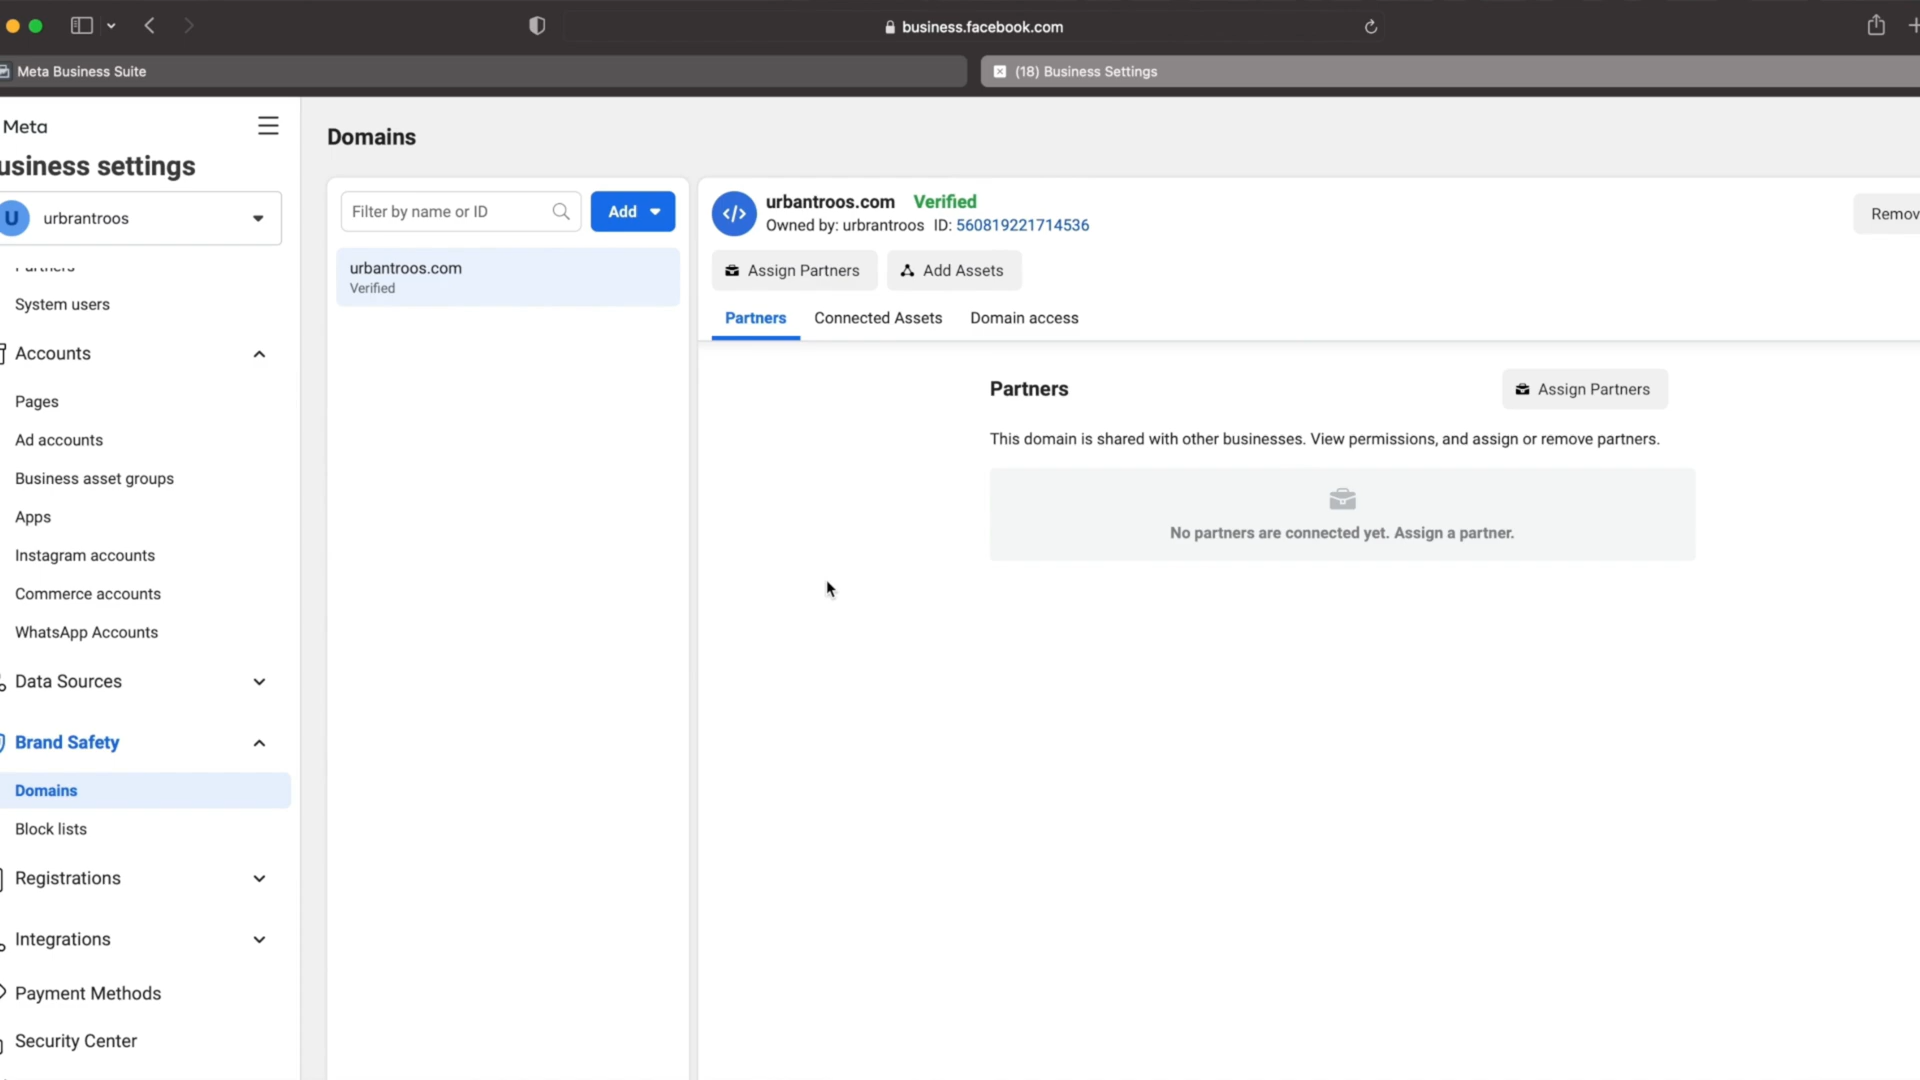 business.facebook.com
Meta Business Suite
(18) Business Settings
Meta
usiness settings
U urbrantroos
Partners
System users
Accounts
Pages
Ad accounts
Business asset groups
Apps
Instagram accounts
Commerce accounts
WhatsApp Accounts
Data Sources
Brand Safety
Domains
Block lists
Registrations
Integrations
Payment Methods
Security Center
Domains
Filter by name or ID
Add
urbantroos.com
Verified
urbantroos.com Verified
Owned by: urbrantroos ID: 560819221714536
Remov
Assign Partners
Add Assets
Partners
Connected Assets
Domain access
Partners
Assign Partners
This domain is shared with other businesses. View permissions, and assign or remove partners.
No partners are connected yet. Assign a partner.